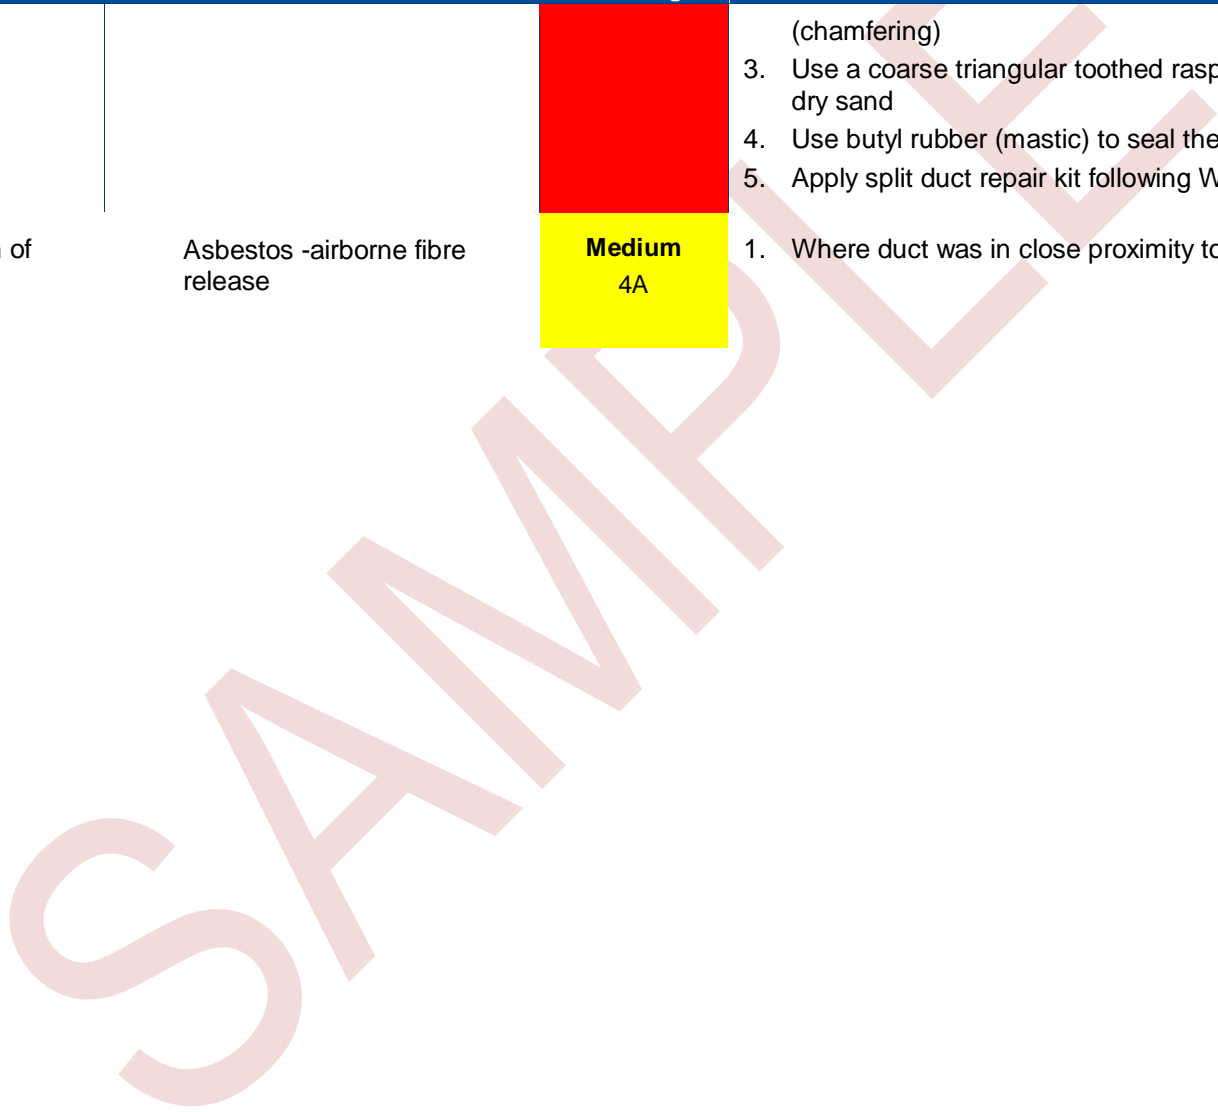 (chamfering)
3. Use a coarse triangular toothed rasp
dry sand
4. Use butyl rubber (mastic) to seal the
5. Apply split duct repair kit following W
of
Asbestos -airborne fibre
release
Medium
4A
1. Where duct was in close proximity to
SAMPLE